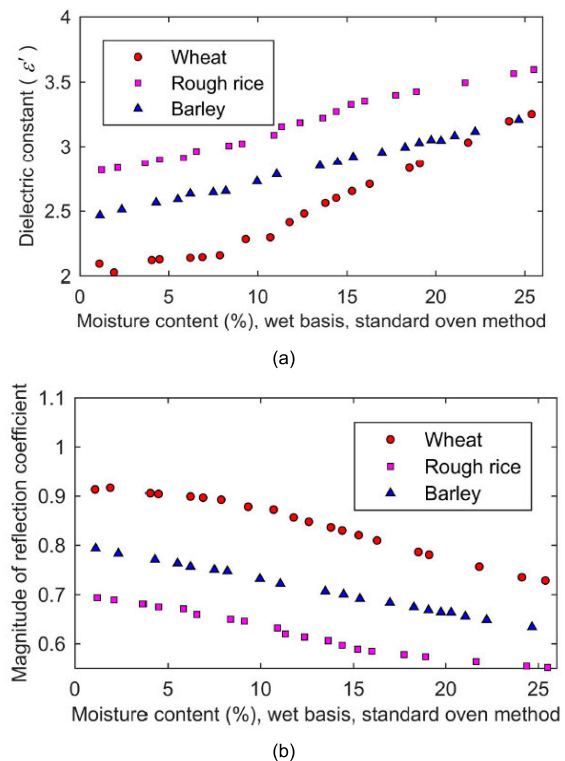 4
3.5
3
2.5
2
Dielectric constant ( ε′ )
Wheat
Rough rice
Barley
0 5 10 15 20 25
Moisture content (%), wet basis, standard oven method
(a)
1.1
1
0.9
0.8
0.7
0.6
Magnitude of reflection coefficient
Wheat
Rough rice
Barley
0 5 10 15 20 25
Moisture content (%), wet basis, standard oven method
(b)